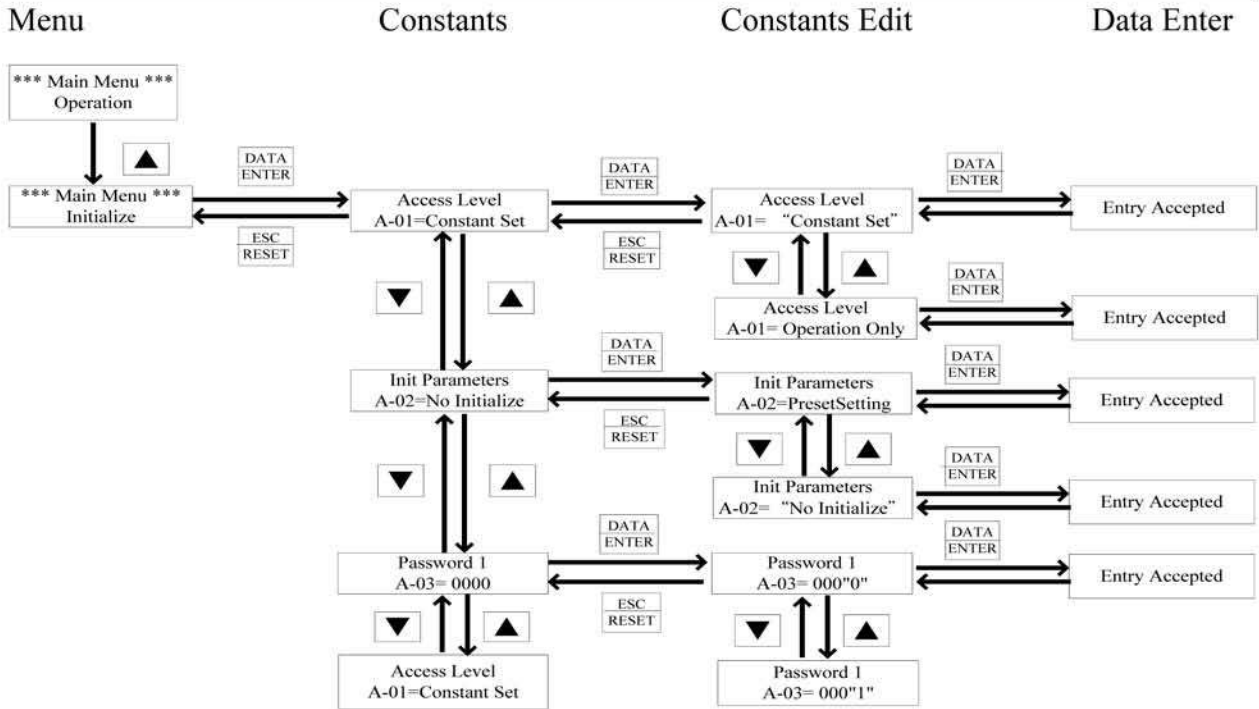 Menu
Constants
Constants Edit
Data Enter
*** Main Menu ***
Operation
▲
*** Main Menu ***
Initialize
DATA
ENTER
ESC
RESET
Access Level
A-01=Constant Set
DATA
ENTER
ESC
RESET
Access Level
A-01= “Constant Set”
DATA
ENTER
Entry Accepted
▼ ▲
▼ ▲
Access Level
A-01= Operation Only
DATA
ENTER
Entry Accepted
Init Parameters
A-02=No Initialize
DATA
ENTER
ESC
RESET
Init Parameters
A-02=PresetSetting
DATA
ENTER
Entry Accepted
▼ ▲
▼ ▲
Init Parameters
A-02= “No Initialize”
DATA
ENTER
Entry Accepted
Password 1
A-03= 0000
DATA
ENTER
ESC
RESET
Password 1
A-03= 000"0"
DATA
ENTER
Entry Accepted
▼ ▲
▼ ▲
Access Level
A-01=Constant Set
Password 1
A-03= 000"1"